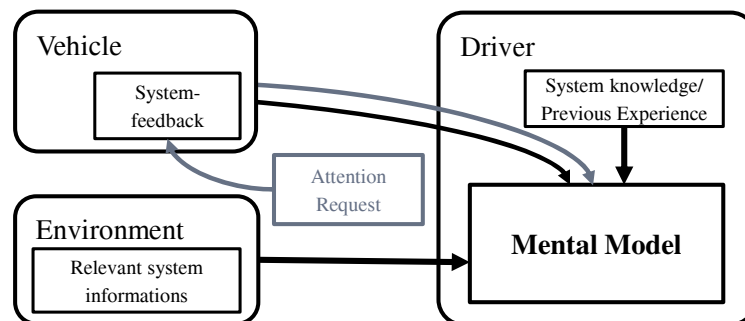 Vehicle
System-
feedback
Attention
Request
Environment
Relevant system
informations
Driver
System knowledge/
Previous Experience
Mental Model